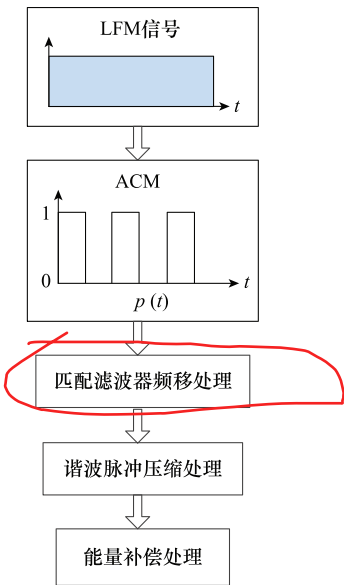 LFM信号
t
ACM
1
0
t
p (t)
匹配滤波器频移处理
谐波脉冲压缩处理
能量补偿处理